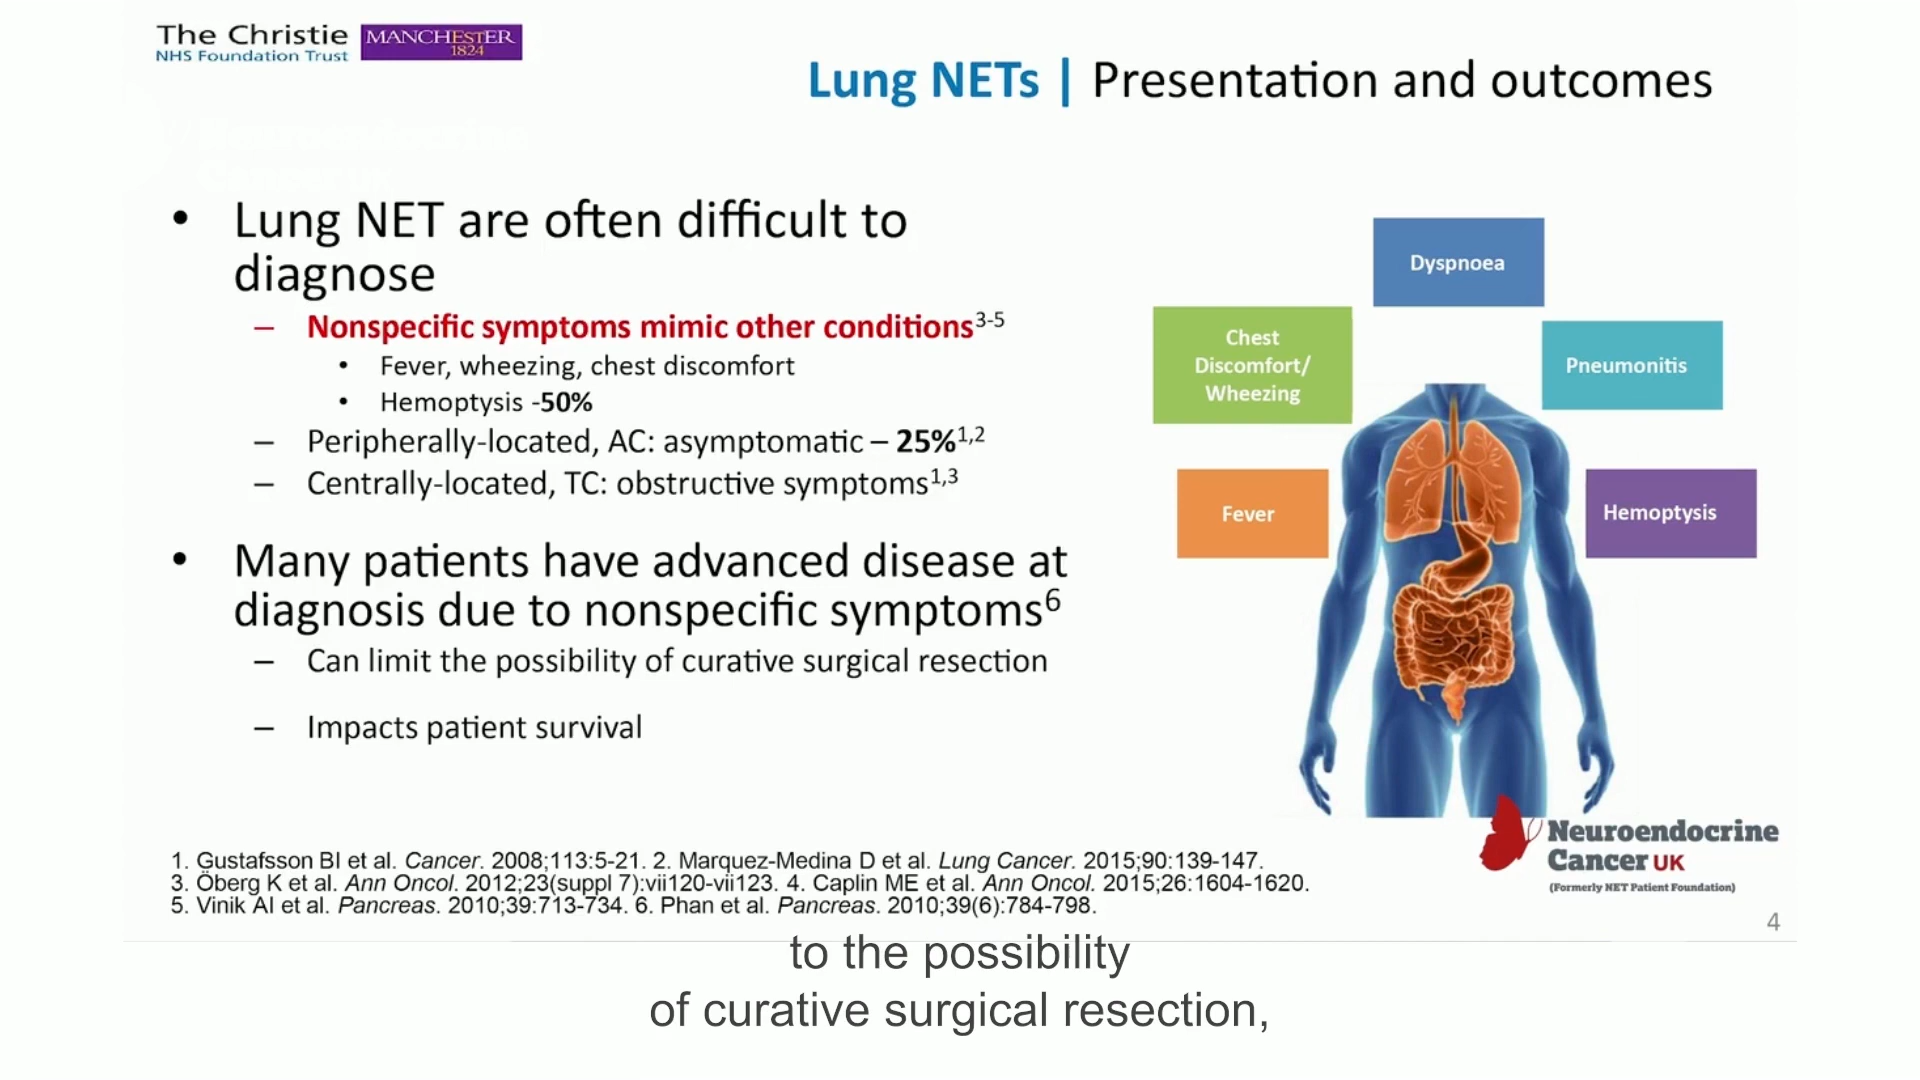 The Christie
NHS Foundation Trust
MANCHESTER
1824
Lung NETs | Presentation and outcomes
• Lung NET are often difficult to
diagnose
– Nonspecific symptoms mimic other conditions3-5
• Fever, wheezing, chest discomfort
• Hemoptysis -50%
– Peripherally-located, AC: asymptomatic – 25%1,2
– Centrally-located, TC: obstructive symptoms1,3
• Many patients have advanced disease at
diagnosis due to nonspecific symptoms6
– Can limit the possibility of curative surgical resection
– Impacts patient survival
Dyspnoea
Chest
Discomfort/
Wheezing
Pneumonitis
Fever
Hemoptysis
Neuroendocrine
Cancer UK
(Formerly NET Patient Foundation)
1. Gustafsson BI et al. Cancer. 2008;113:5-21. 2. Marquez-Medina D et al. Lung Cancer. 2015;90:139-147.
3. Öberg K et al. Ann Oncol. 2012;23(suppl 7):vii120-vii123. 4. Caplin ME et al. Ann Oncol. 2015;26:1604-1620.
5. Vinik AI et al. Pancreas. 2010;39:713-734. 6. Phan et al. Pancreas. 2010;39(6):784-798.
4
to the possibility
of curative surgical resection,